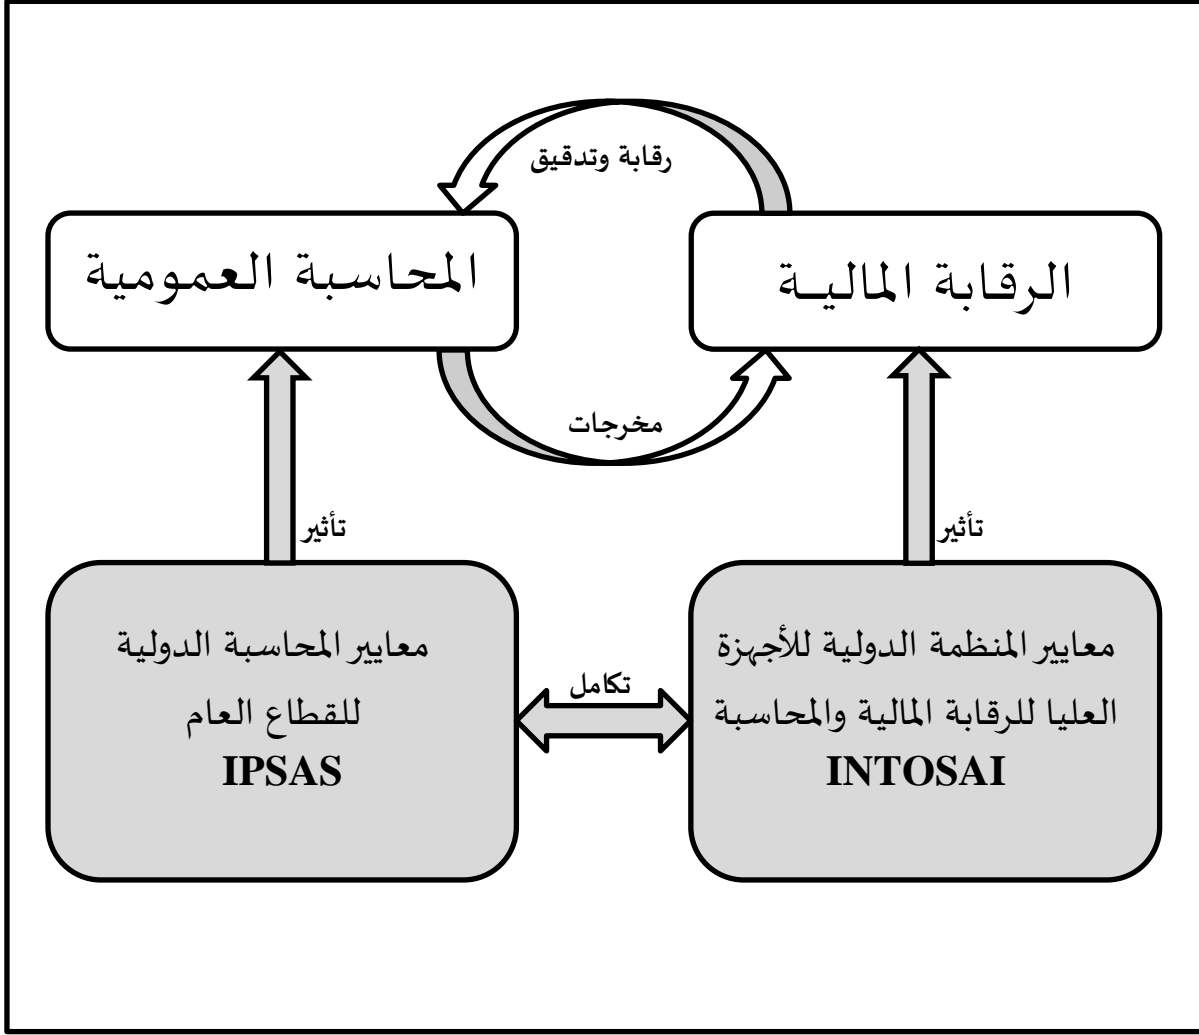 رقابة وتدقيق
الرقابة المالية
المحاسبة العمومية
مخرجات
تأثير
تأثير
معايير المنظمة الدولية للأجهزة
العليا للرقابة المالية والمحاسبة
INTOSAI
تكامل
معايير المحاسبة الدولية
للقطاع العام
IPSAS